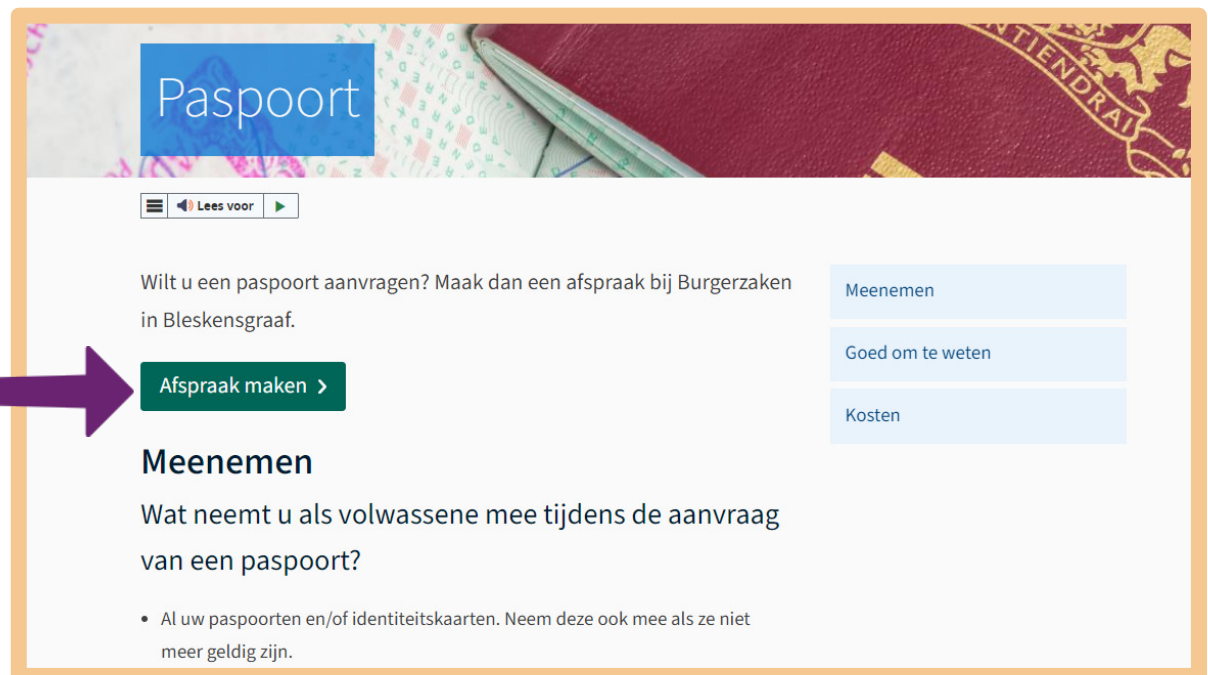 Paspoort
TIENDRAI
Lees voor
Wilt u een paspoort aanvragen? Maak dan een afspraak bij Burgerzaken
in Bleskensgraaf.
Afspraak maken
Meenemen
Wat neemt u als volwassene mee tijdens de aanvraag
van een paspoort?
• Al uw paspoorten en/of identiteitskaarten. Neem deze ook mee als ze niet
meer geldig zijn.
Meenemen
Goed om te weten
Kosten